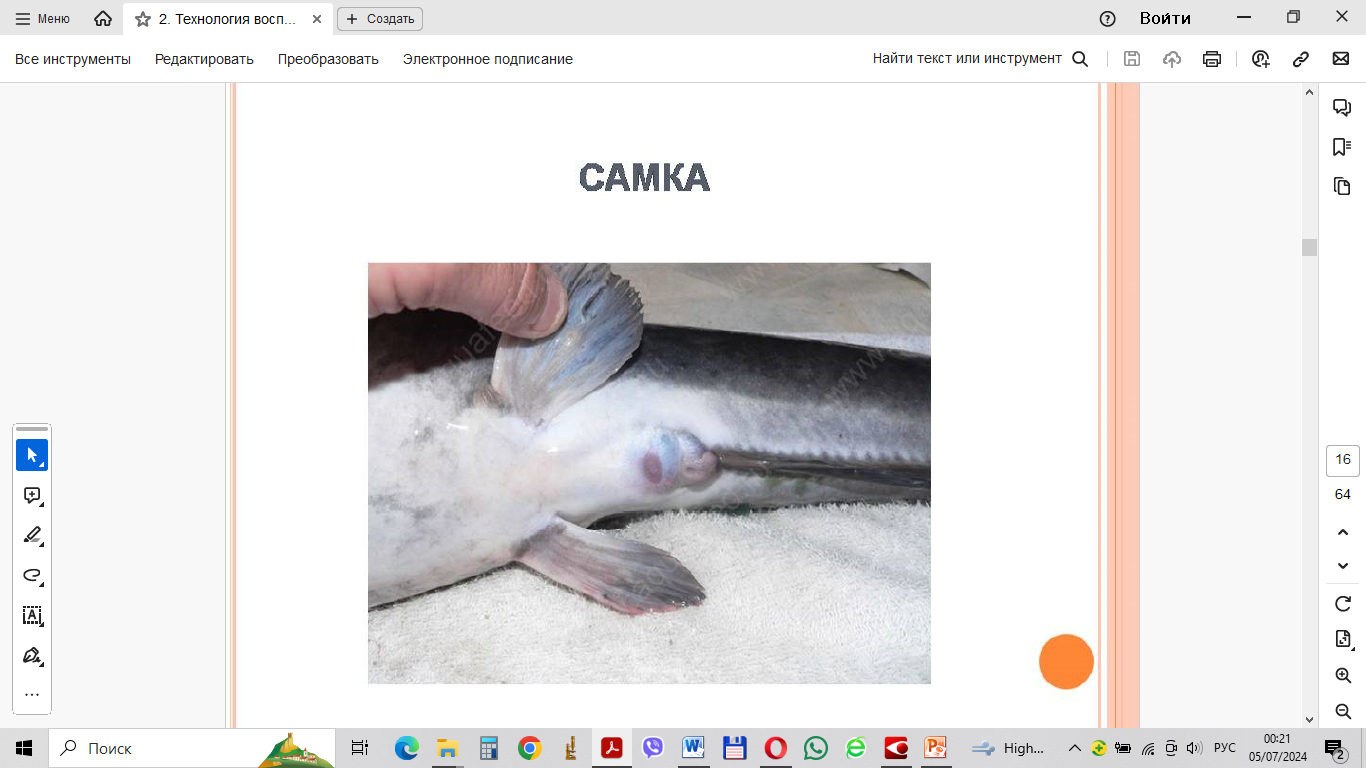 Меню
2. Технология восп...
Создать
Войти
Все инструменты
Редактировать
Преобразовать
Электронное подписание
Найти текст или инструмент
САМКА
16
64
Поиск
High...
РУС
00:21
05/07/2024
2